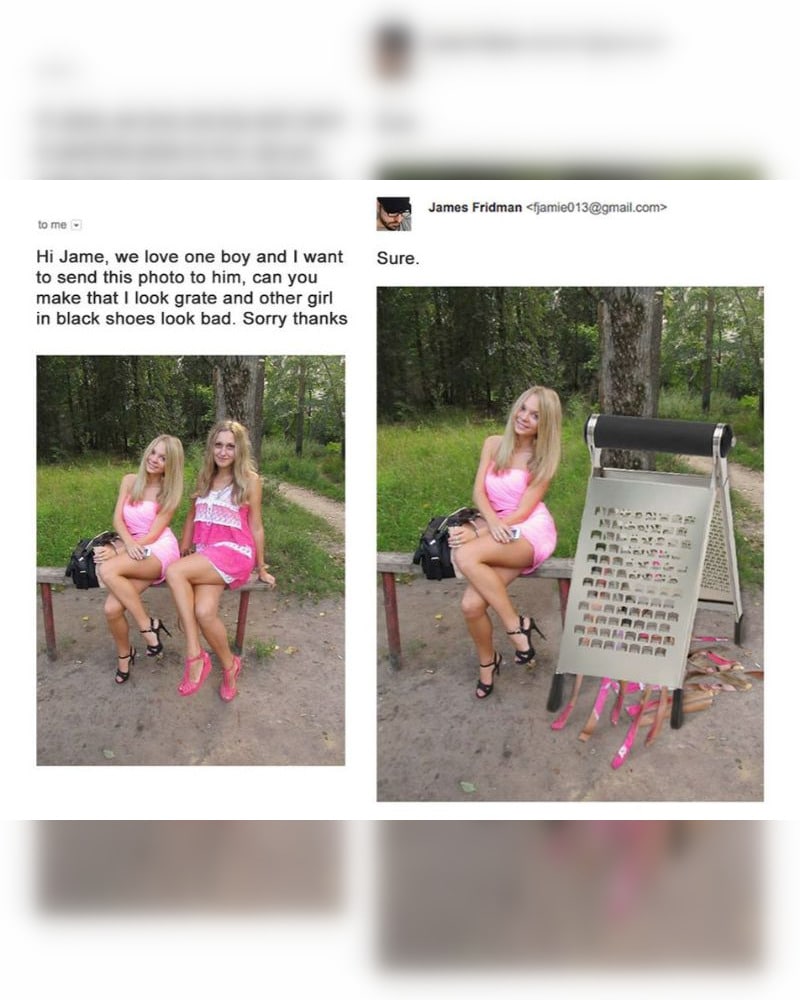 to me
Hi Jame, we love one boy and I want
to send this photo to him, can you
make that I look grate and other girl
in black shoes look bad. Sorry thanks
James Fridman <fjamie013@gmail.com>
Sure.